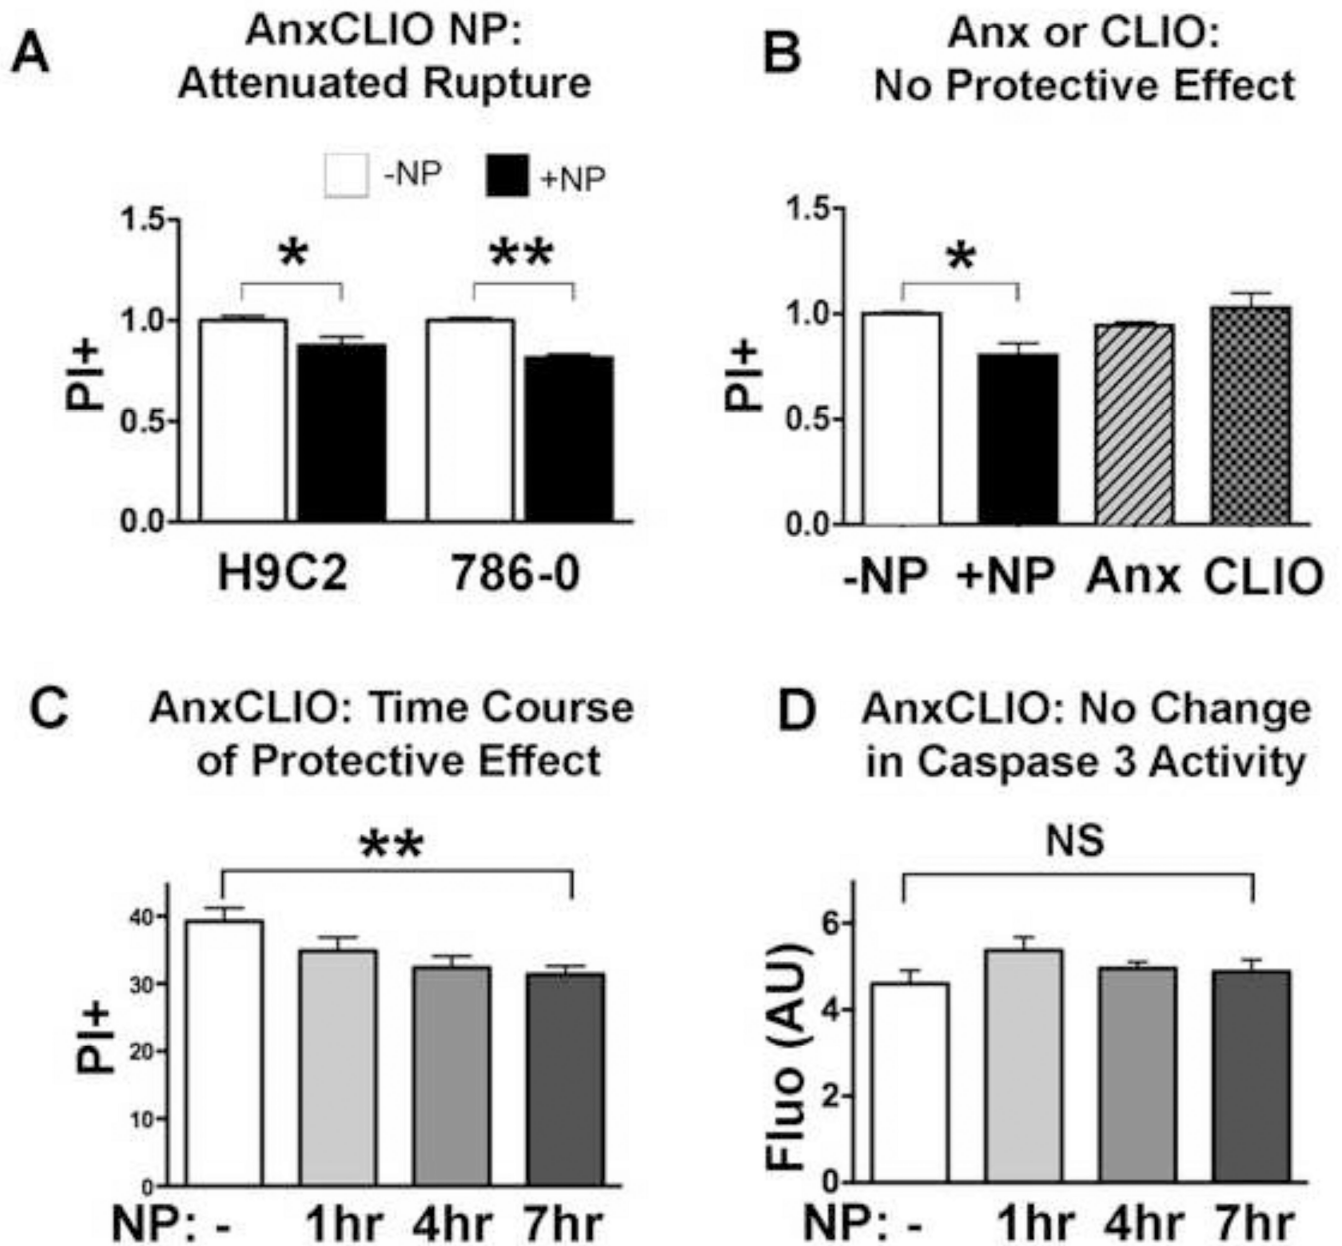 A
AnxCLIO NP:
Attenuated Rupture
-NP
+NP
1.5
1.0
0.5
0.0
PI+
*
**
H9C2
786-0
B
Anx or CLIO:
No Protective Effect
1.5
1.0
0.5
0.0
PI+
*
-NP +NP Anx CLIO
C
AnxCLIO: Time Course
of Protective Effect
**
40
30
20
10
0
PI+
NP: - 1hr 4hr 7hr
D
AnxCLIO: No Change
in Caspase 3 Activity
NS
6
4
2
0
Fluo (AU)
NP: - 1hr 4hr 7hr